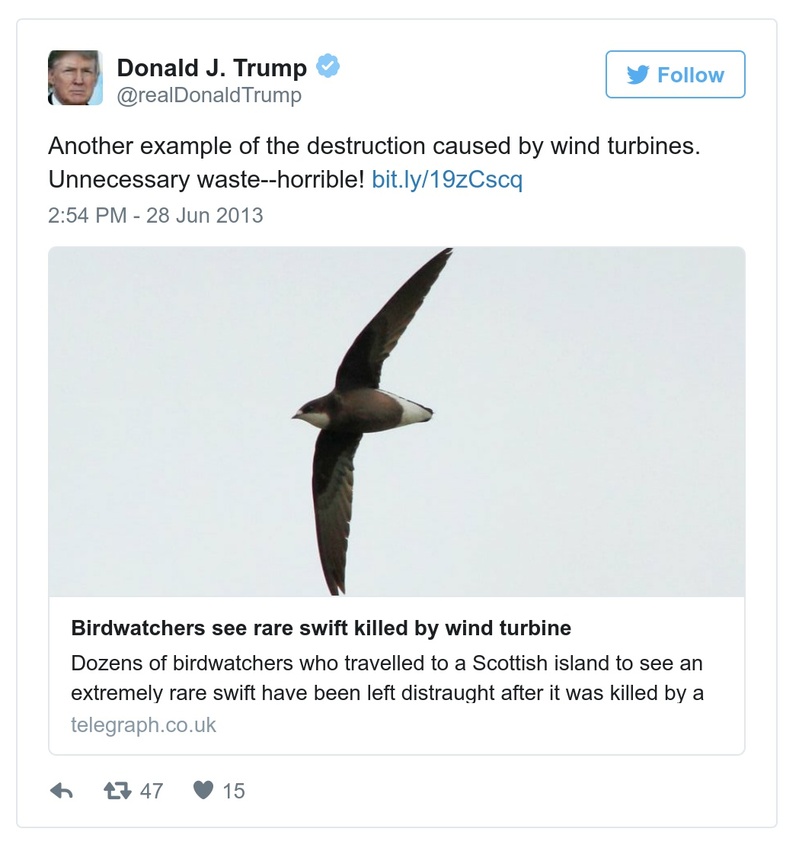 Donald J. Trump
@realDonaldTrump
Follow
Another example of the destruction caused by wind turbines.
Unnecessary waste--horrible! bit.ly/19zCscq
2:54 PM - 28 Jun 2013
Birdwatchers see rare swift killed by wind turbine
Dozens of birdwatchers who travelled to a Scottish island to see an
extremely rare swift have been left distraught after it was killed by a
telegraph.co.uk
47 15